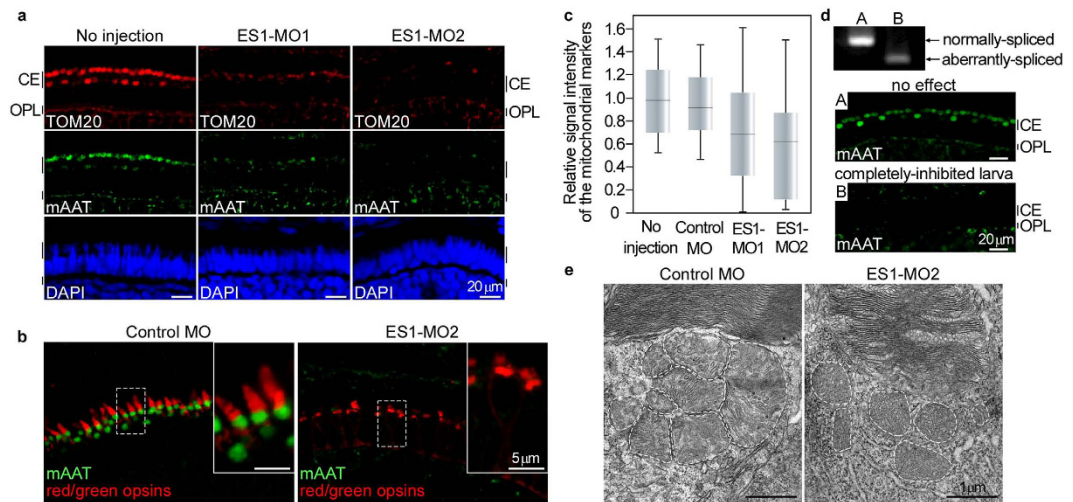 a
No injection ES1-MO1 ES1-MO2
CE CE
OPL OPL
TOM20 TOM20 TOM20
mAAT mAAT mAAT
DAPI DAPI DAPI 20 μm
b
Control MO ES1-MO2
mAAT
red/green opsins
mAAT
red/green opsins
5μm
c
Relative signal intensity
of the mitochondrial markers
1.6
1.4
1.2
1.0
0.8
0.6
0.4
0.2
0
No injection
Control MO
ES1-MO1
ES1-MO2
d
A B
normally-spliced
aberrantly-spliced
no effect
A
CE
OPL
mAAT
completely-inhibited larva
B
CE
OPL
mAAT 20 μm
e
Control MO ES1-MO2
1μm